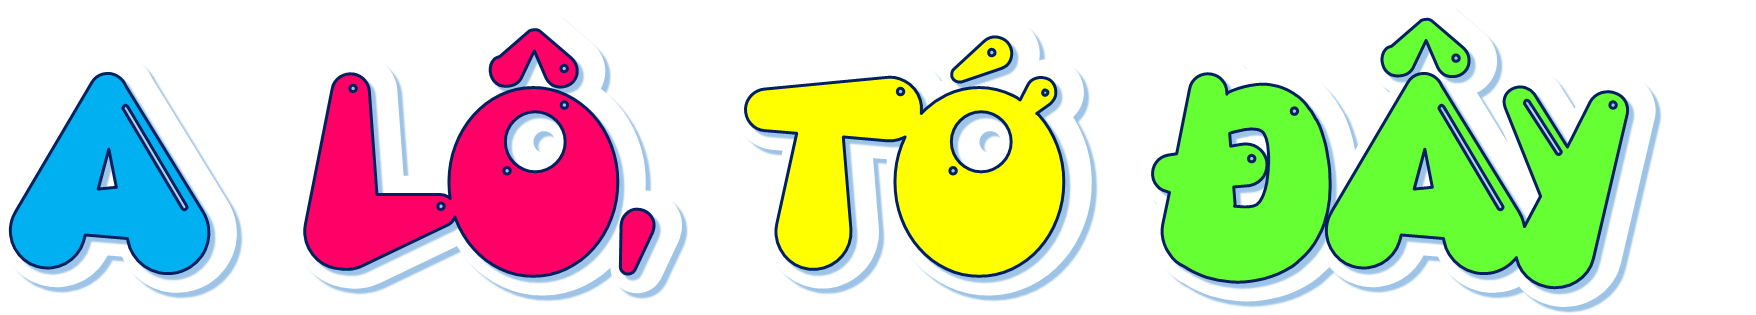 A LÔ, TỚ ĐÂY